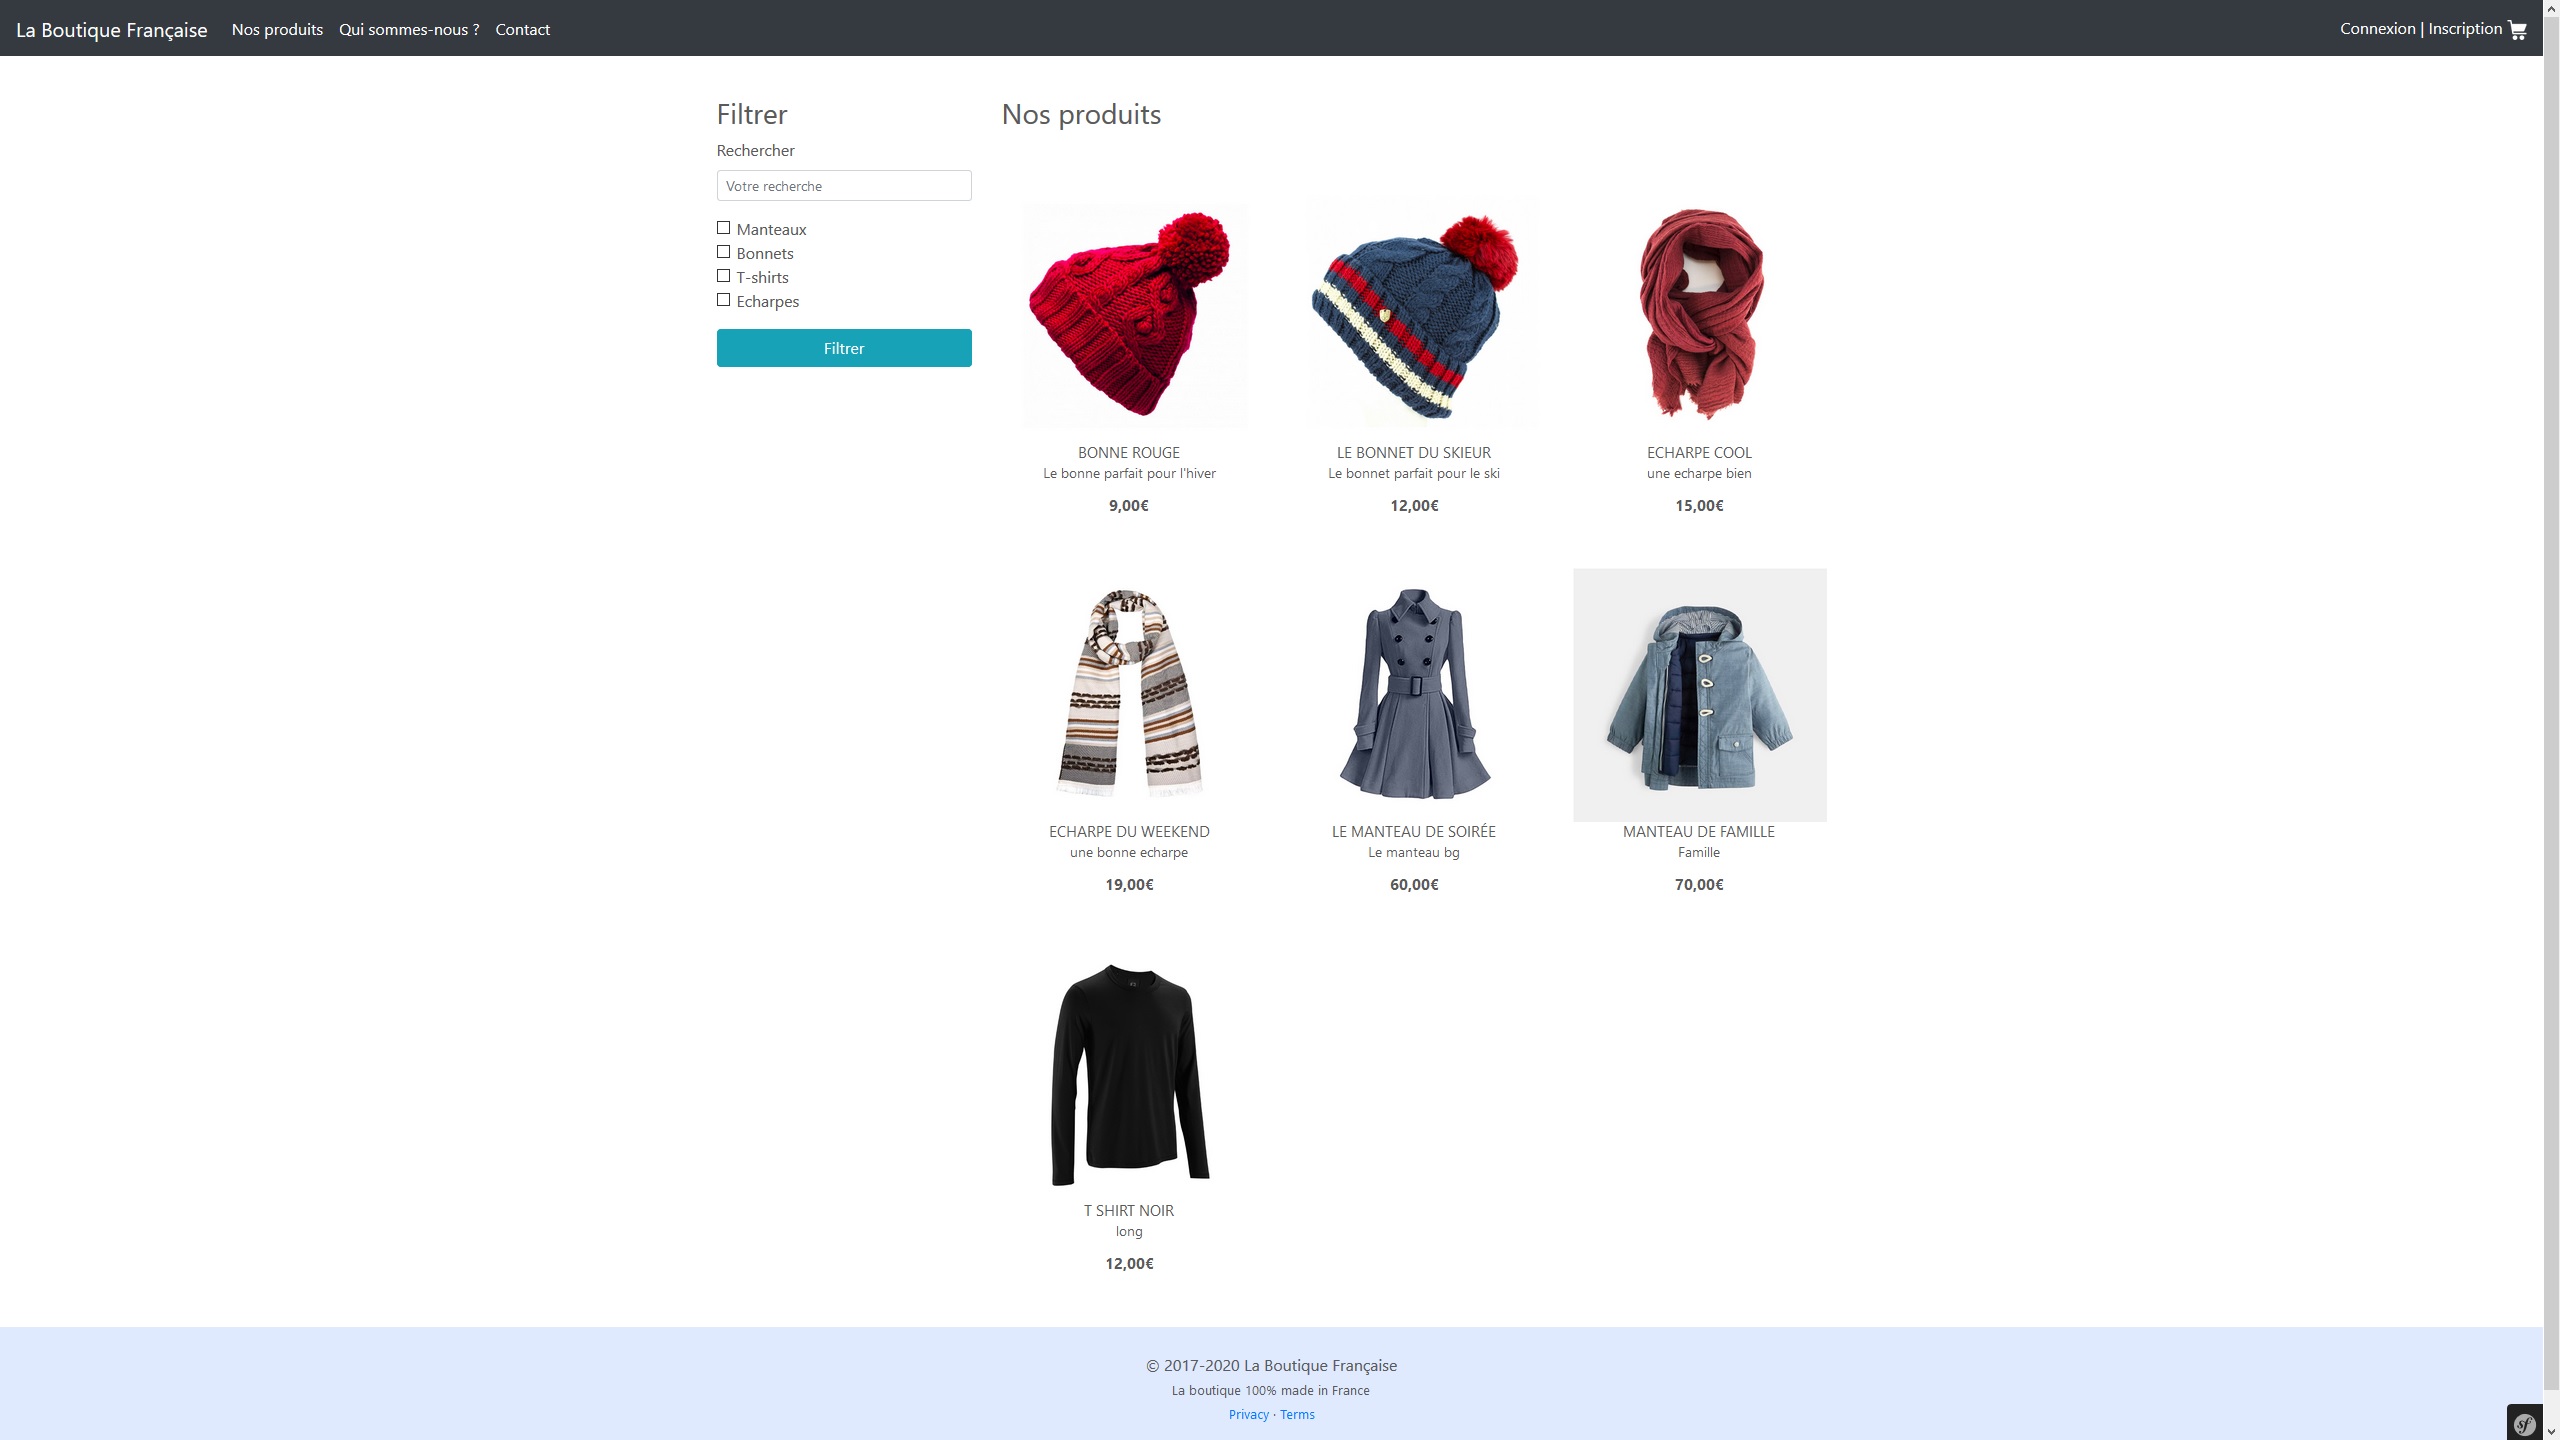 La Boutique Française Nos produits Qui sommes-nous ? Contact Connexion | Inscription
Filtrer
Rechercher
Votre recherche
Manteaux
Bonnets
T-shirts
Echarpes
Filtrer
Nos produits
BONNE ROUGE
Le bonne parfait pour l'hiver
9,00€
LE BONNET DU SKIEUR
Le bonnet parfait pour le ski
12,00€
ECHARPE COOL
une echarpe bien
15,00€
ECHARPE DU WEEKEND
une bonne echarpe
19,00€
LE MANTEAU DE SOIRÉE
Le manteau bg
60,00€
MANTEAU DE FAMILLE
Famille
70,00€
T SHIRT NOIR
long
12,00€
© 2017-2020 La Boutique Française
La boutique 100% made in France
Privacy · Terms
sf